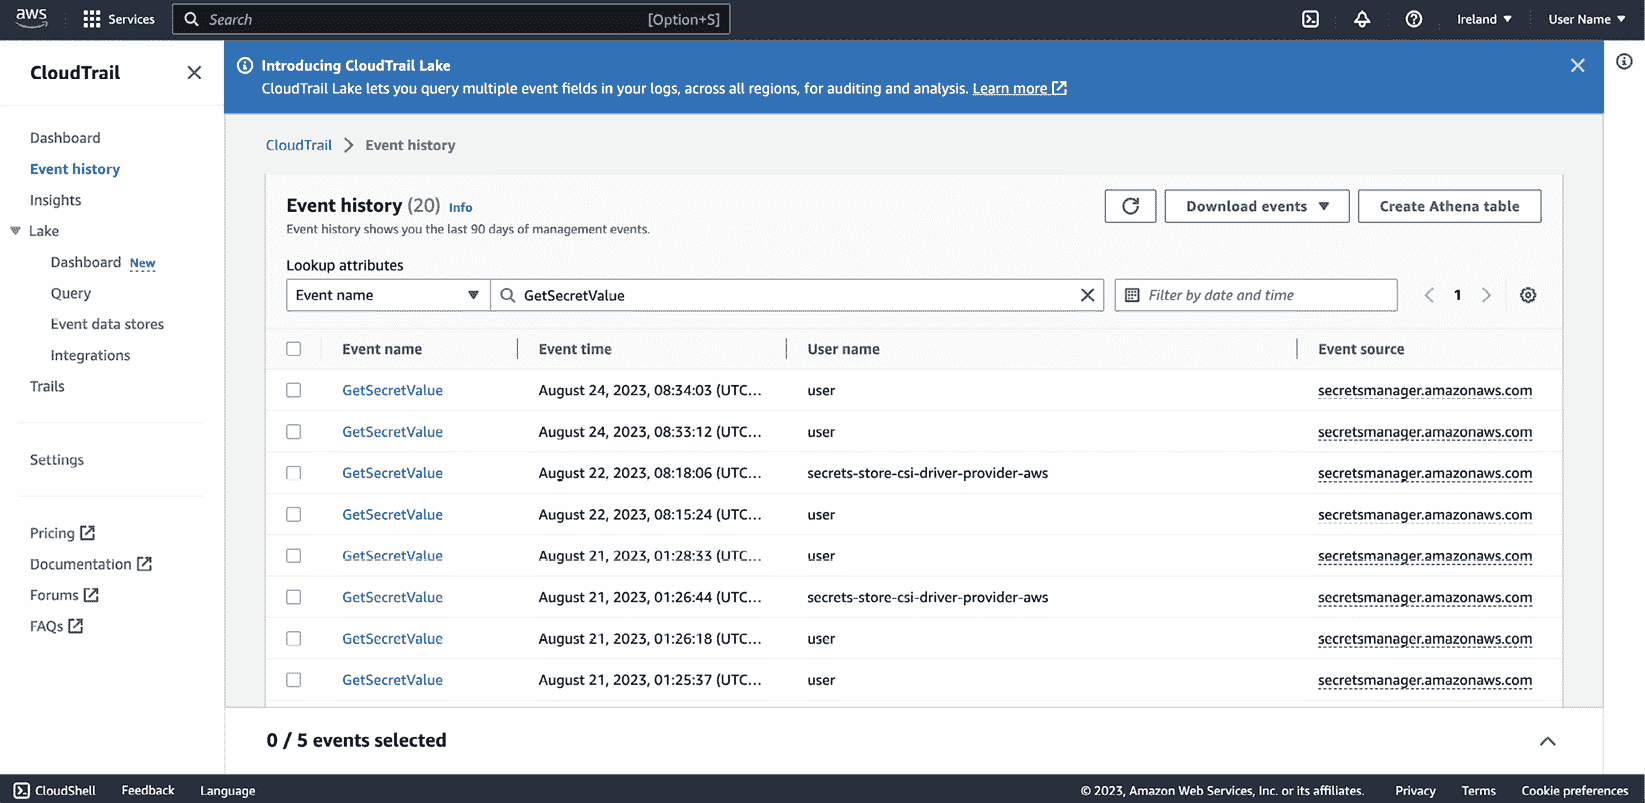 aws Services Search [Option+S] Ireland User Name
CloudTrail
Introducing CloudTrail Lake
CloudTrail Lake lets you query multiple event fields in your logs, across all regions, for auditing and analysis. Learn more
Dashboard
Event history
Insights
Lake
Dashboard New
Query
Event data stores
Integrations
Trails
Settings
Pricing
Documentation
Forums
FAQs
CloudTrail Event history
Event history (20) Info
Event history shows you the last 90 days of management events.
Download events Create Athena table
Lookup attributes
Event name GetSecretValue Filter by date and time 1
Event name Event time User name Event source
GetSecretValue August 24, 2023, 08:34:03 (UTC... user secretsmanager.amazonaws.com
GetSecretValue August 24, 2023, 08:33:12 (UTC... user secretsmanager.amazonaws.com
GetSecretValue August 22, 2023, 08:18:06 (UTC... secrets-store-csi-driver-provider-aws secretsmanager.amazonaws.com
GetSecretValue August 22, 2023, 08:15:24 (UTC... user secretsmanager.amazonaws.com
GetSecretValue August 21, 2023, 01:28:33 (UTC... user secretsmanager.amazonaws.com
GetSecretValue August 21, 2023, 01:26:44 (UTC... secrets-store-csi-driver-provider-aws secretsmanager.amazonaws.com
GetSecretValue August 21, 2023, 01:26:18 (UTC... user secretsmanager.amazonaws.com
GetSecretValue August 21, 2023, 01:25:37 (UTC... user secretsmanager.amazonaws.com
0 / 5 events selected
CloudShell Feedback Language © 2023, Amazon Web Services, Inc. or its affiliates. Privacy Terms Cookie preferences